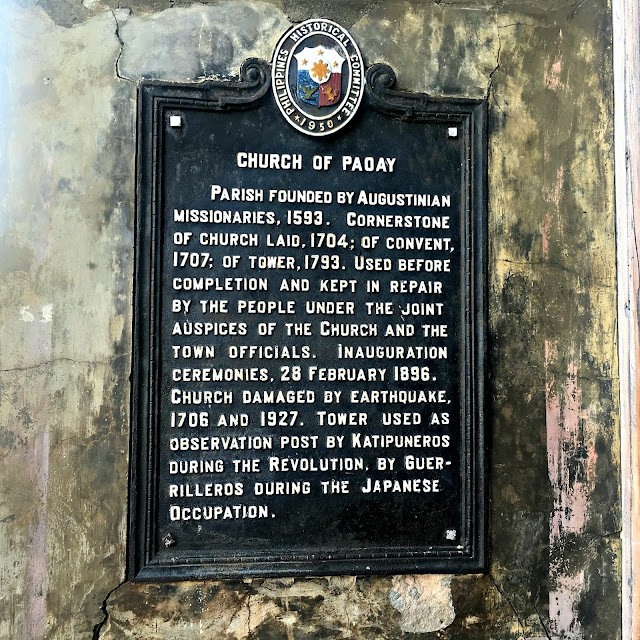 PHILIPPINES HISTORICAL COMMITTEE
★ 1950 ★
CHURCH OF PAOAY
PARISH FOUNDED BY AUGUSTINIAN
MISSIONARIES, 1593. CORNERSTONE
OF CHURCH LAID, 1704; OF CONVENT,
1707; OF TOWER, 1793. USED BEFORE
COMPLETION AND KEPT IN REPAIR
BY THE PEOPLE UNDER THE JOINT
AUSPICES OF THE CHURCH AND THE
TOWN OFFICIALS. INAUGURATION
CEREMONIES, 28 FEBRUARY 1896.
CHURCH DAMAGED BY EARTHQUAKE,
1706 AND 1927. TOWER USED AS
OBSERVATION POST BY KATIPUNEROS
DURING THE REVOLUTION, BY GUER-
RILLEROS DURING THE JAPANESE
OCCUPATION.